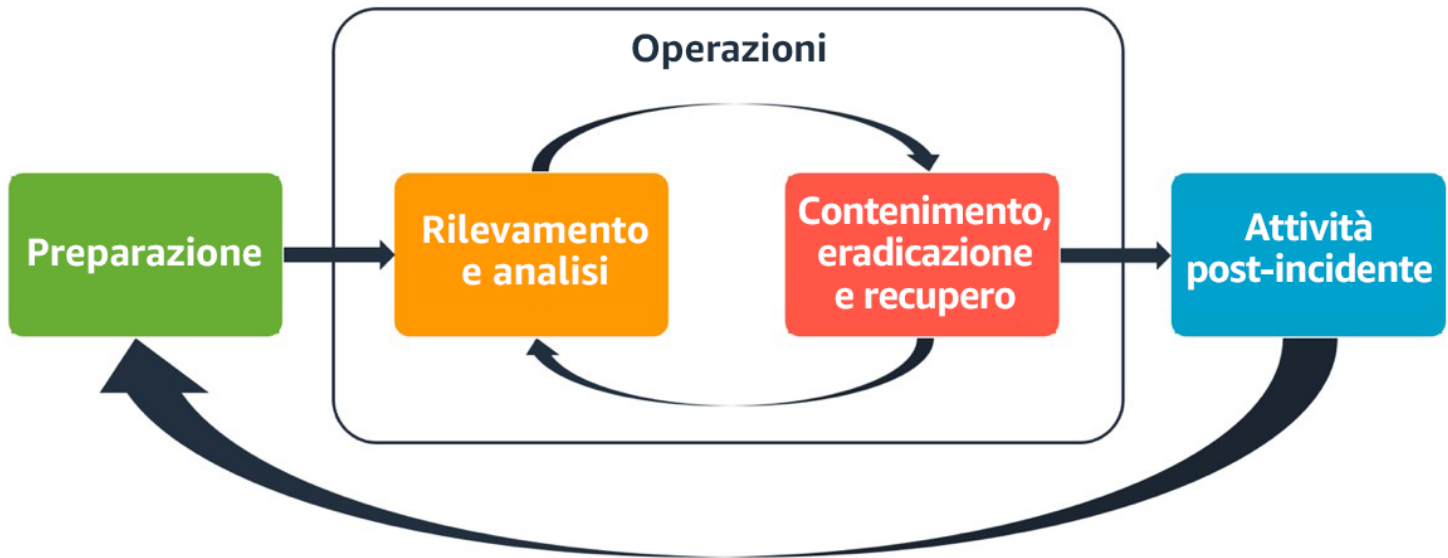 Operazioni
Preparazione
Rilevamento
e analisi
Contenimento,
eradicazione
e recupero
Attività
post-incidente